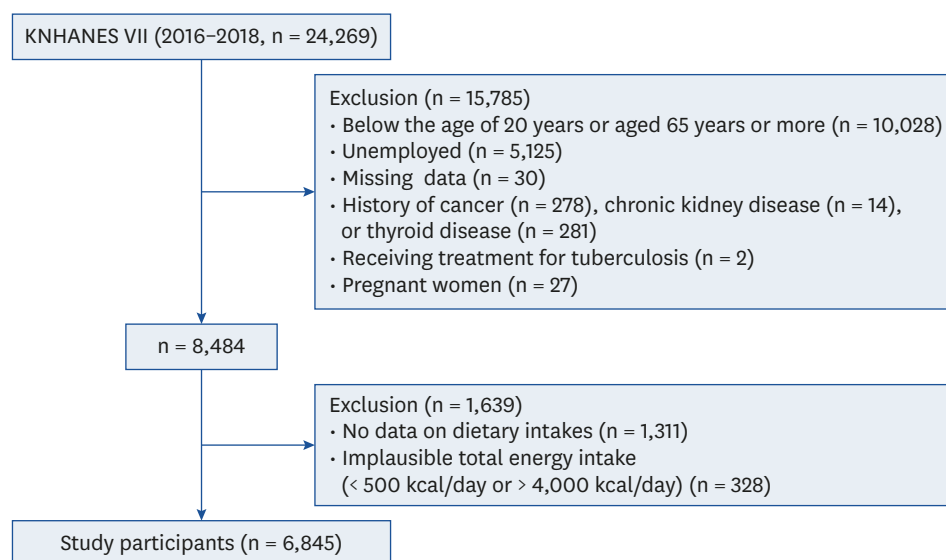 KNHANES VII (2016–2018, n = 24,269)
Exclusion (n = 15,785)
· Below the age of 20 years or aged 65 years or more (n = 10,028)
· Unemployed (n = 5,125)
· Missing data (n = 30)
· History of cancer (n = 278), chronic kidney disease (n = 14),
or thyroid disease (n = 281)
· Receiving treatment for tuberculosis (n = 2)
· Pregnant women (n = 27)
n = 8,484
Exclusion (n = 1,639)
· No data on dietary intakes (n = 1,311)
· Implausible total energy intake
(< 500 kcal/day or > 4,000 kcal/day) (n = 328)
Study participants (n = 6,845)